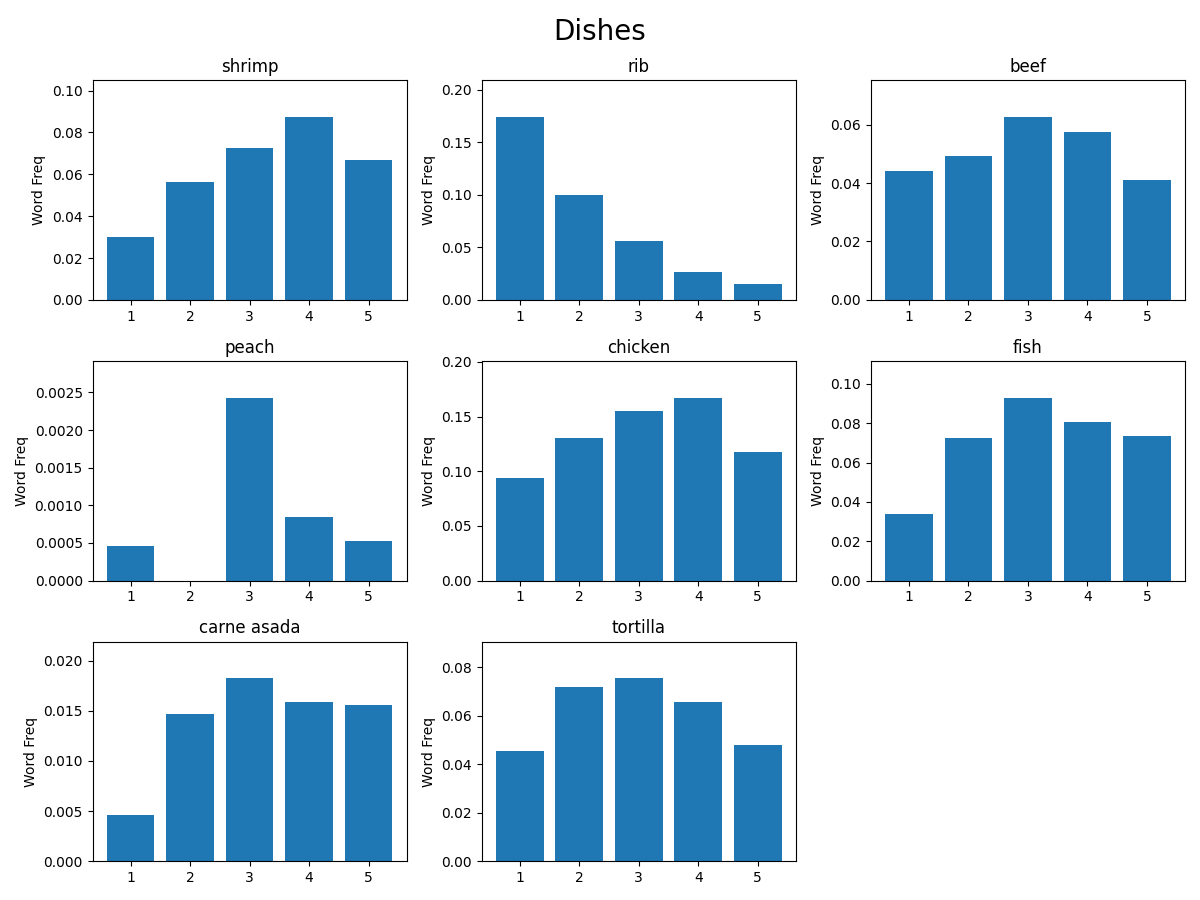 Dishes
shrimp
Word Freq
0.10
0.08
0.06
0.04
0.02
0.00
1 2 3 4 5
rib
Word Freq
0.20
0.15
0.10
0.05
0.00
1 2 3 4 5
beef
Word Freq
0.06
0.04
0.02
0.00
1 2 3 4 5
peach
Word Freq
0.0025
0.0020
0.0015
0.0010
0.0005
0.0000
1 2 3 4 5
chicken
Word Freq
0.20
0.15
0.10
0.05
0.00
1 2 3 4 5
fish
Word Freq
0.10
0.08
0.06
0.04
0.02
0.00
1 2 3 4 5
carne asada
Word Freq
0.020
0.015
0.010
0.005
0.000
1 2 3 4 5
tortilla
Word Freq
0.08
0.06
0.04
0.02
0.00
1 2 3 4 5